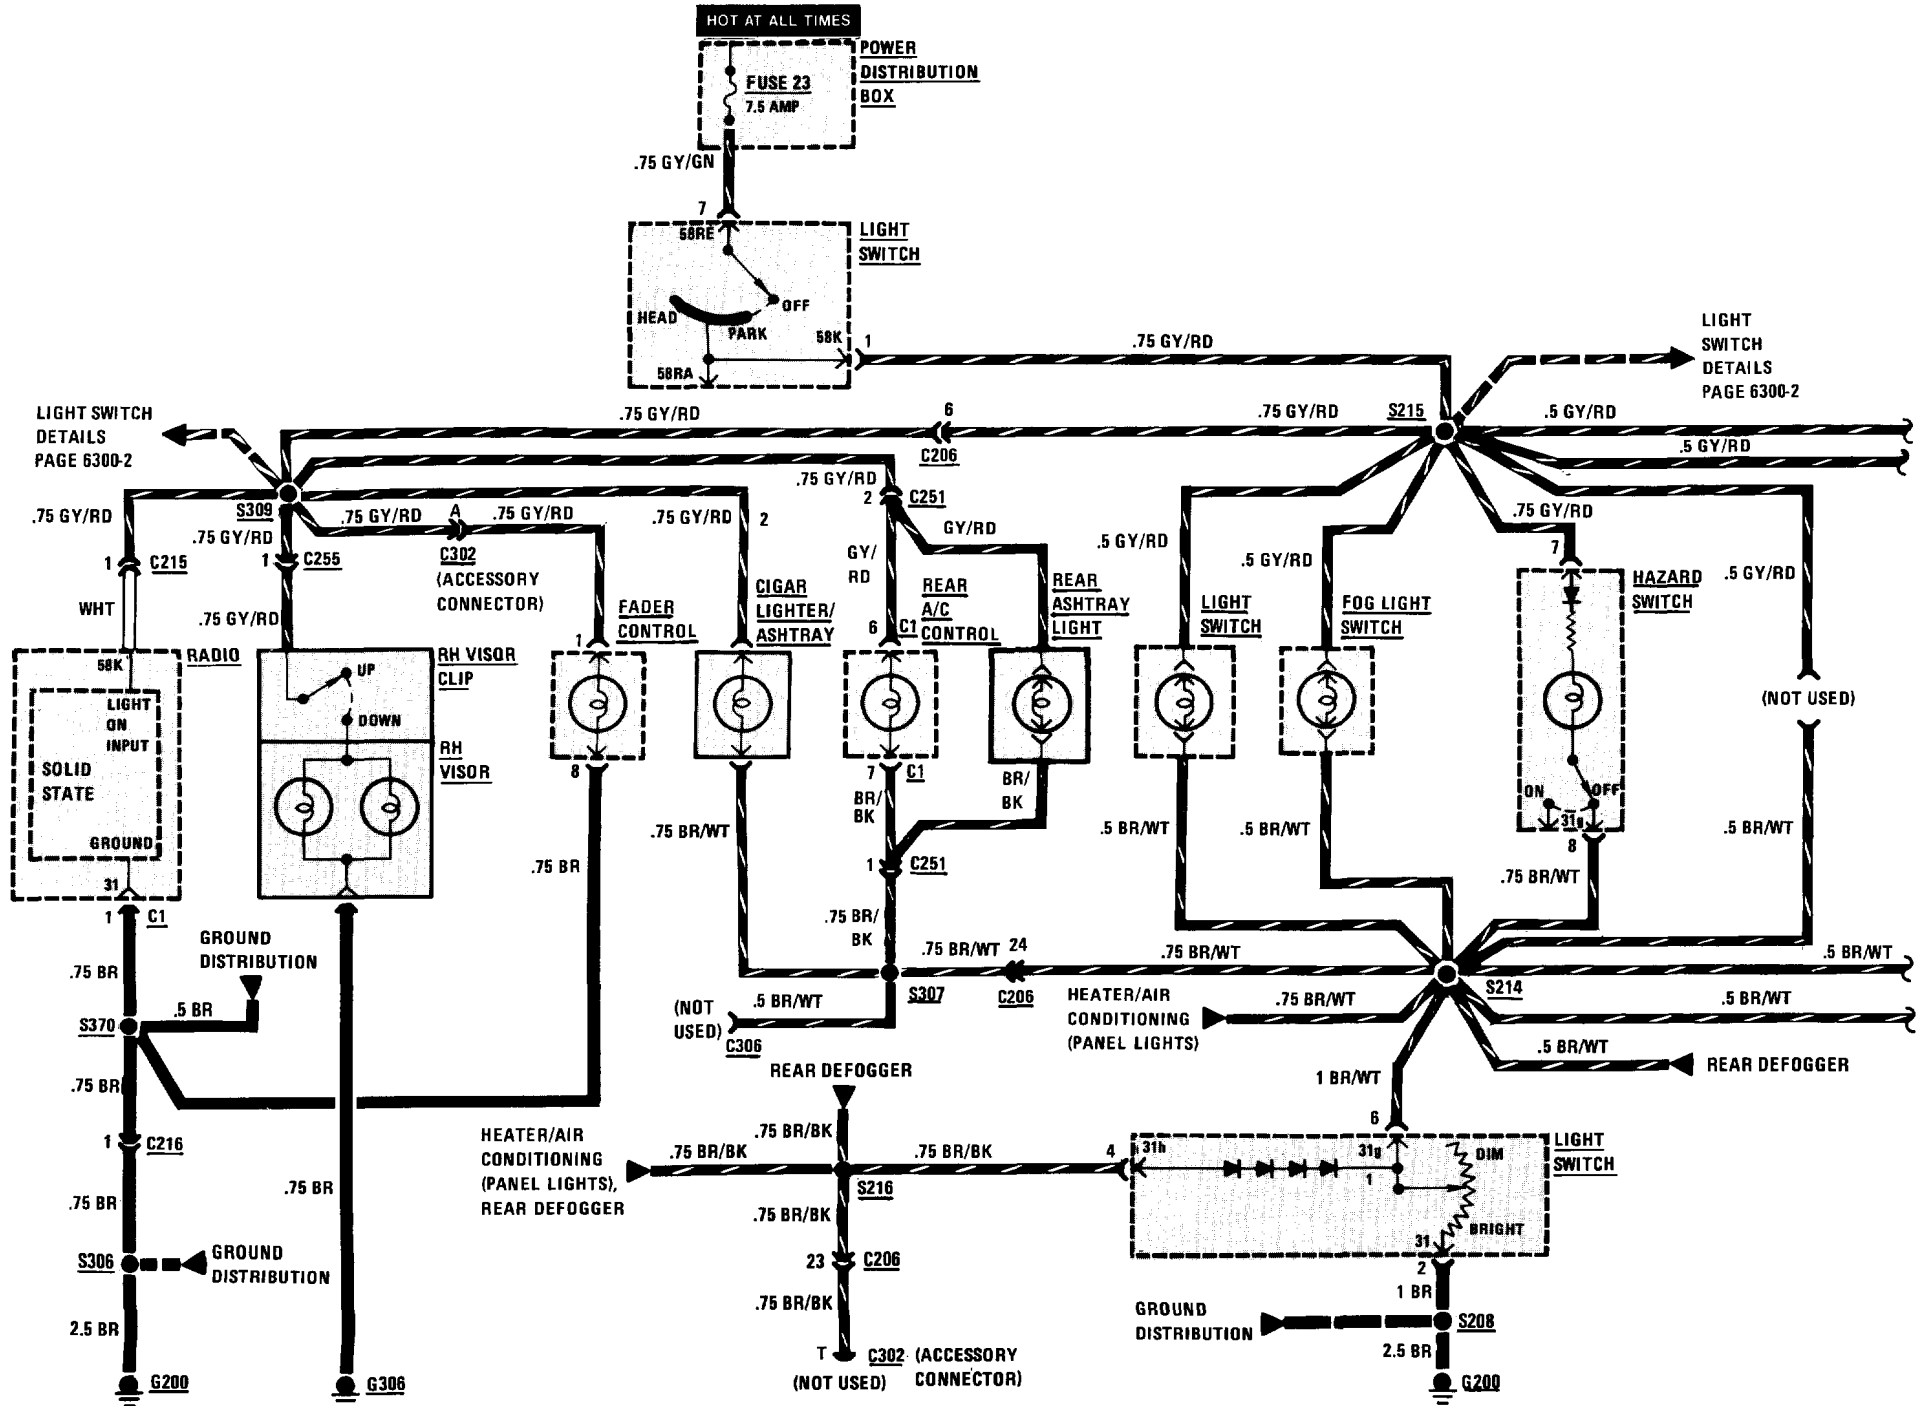 HOT AT ALL TIMES
POWER
DISTRIBUTION
BOX
FUSE 23
7.5 AMP
.75 GY/GN
7
58RE
LIGHT
SWITCH
OFF
HEAD
PARK
58K
1
58RA
.75 GY/RD
LIGHT
SWITCH
DETAILS
PAGE 6300-2
LIGHT SWITCH
DETAILS
PAGE 6300-2
.75 GY/RD
6
C206
.75 GY/RD
S215
.5 GY/RD
.5 GY/RD
.75 GY/RD
S309
.75 GY/RD
A
.75 GY/RD
C302
(ACCESSORY
CONNECTOR)
.75 GY/RD
1
C255
.75 GY/RD
2
.75 GY/RD
2
C251
GY/RD
GY/
RD
.5 GY/RD
.5 GY/RD
.75 GY/RD
.5 GY/RD
1
C215
WHT
.75 GY/RD
58K
RADIO
LIGHT
ON
INPUT
SOLID
STATE
GROUND
31
1
C1
RH VISOR
CLIP
UP
DOWN
RH
VISOR
1
FADER
CONTROL
8
CIGAR
LIGHTER/
ASHTRAY
6
C1
REAR
A/C
CONTROL
7
C1
REAR
ASHTRAY
LIGHT
LIGHT
SWITCH
FOG LIGHT
SWITCH
7
HAZARD
SWITCH
ON
OFF
31g
8
(NOT USED)
.75 BR
.75 BR/WT
BR/
BK
BR/
BK
1
C251
.75 BR/
BK
.5 BR/WT
.5 BR/WT
.75 BR/WT
.5 BR/WT
GROUND
DISTRIBUTION
.75 BR
.5 BR
S370
.75 BR
1
C216
.75 BR
S306
GROUND
DISTRIBUTION
2.5 BR
G200
.75 BR
G306
.75 BR/WT
24
C206
.75 BR/WT
S307
.5 BR/WT
(NOT
USED)
C306
S214
.5 BR/WT
.5 BR/WT
HEATER/AIR
CONDITIONING
(PANEL LIGHTS)
.75 BR/WT
.5 BR/WT
REAR DEFOGGER
1 BR/WT
6
REAR DEFOGGER
.75 BR/BK
HEATER/AIR
CONDITIONING
(PANEL LIGHTS),
REAR DEFOGGER
.75 BR/BK
.75 BR/BK
S216
4
.75 BR/BK
23
C206
.75 BR/BK
T
C302
(ACCESSORY
CONNECTOR)
(NOT USED)
31h
31g
1
DIM
BRIGHT
31
LIGHT
SWITCH
2
1 BR
GROUND
DISTRIBUTION
S208
2.5 BR
G200